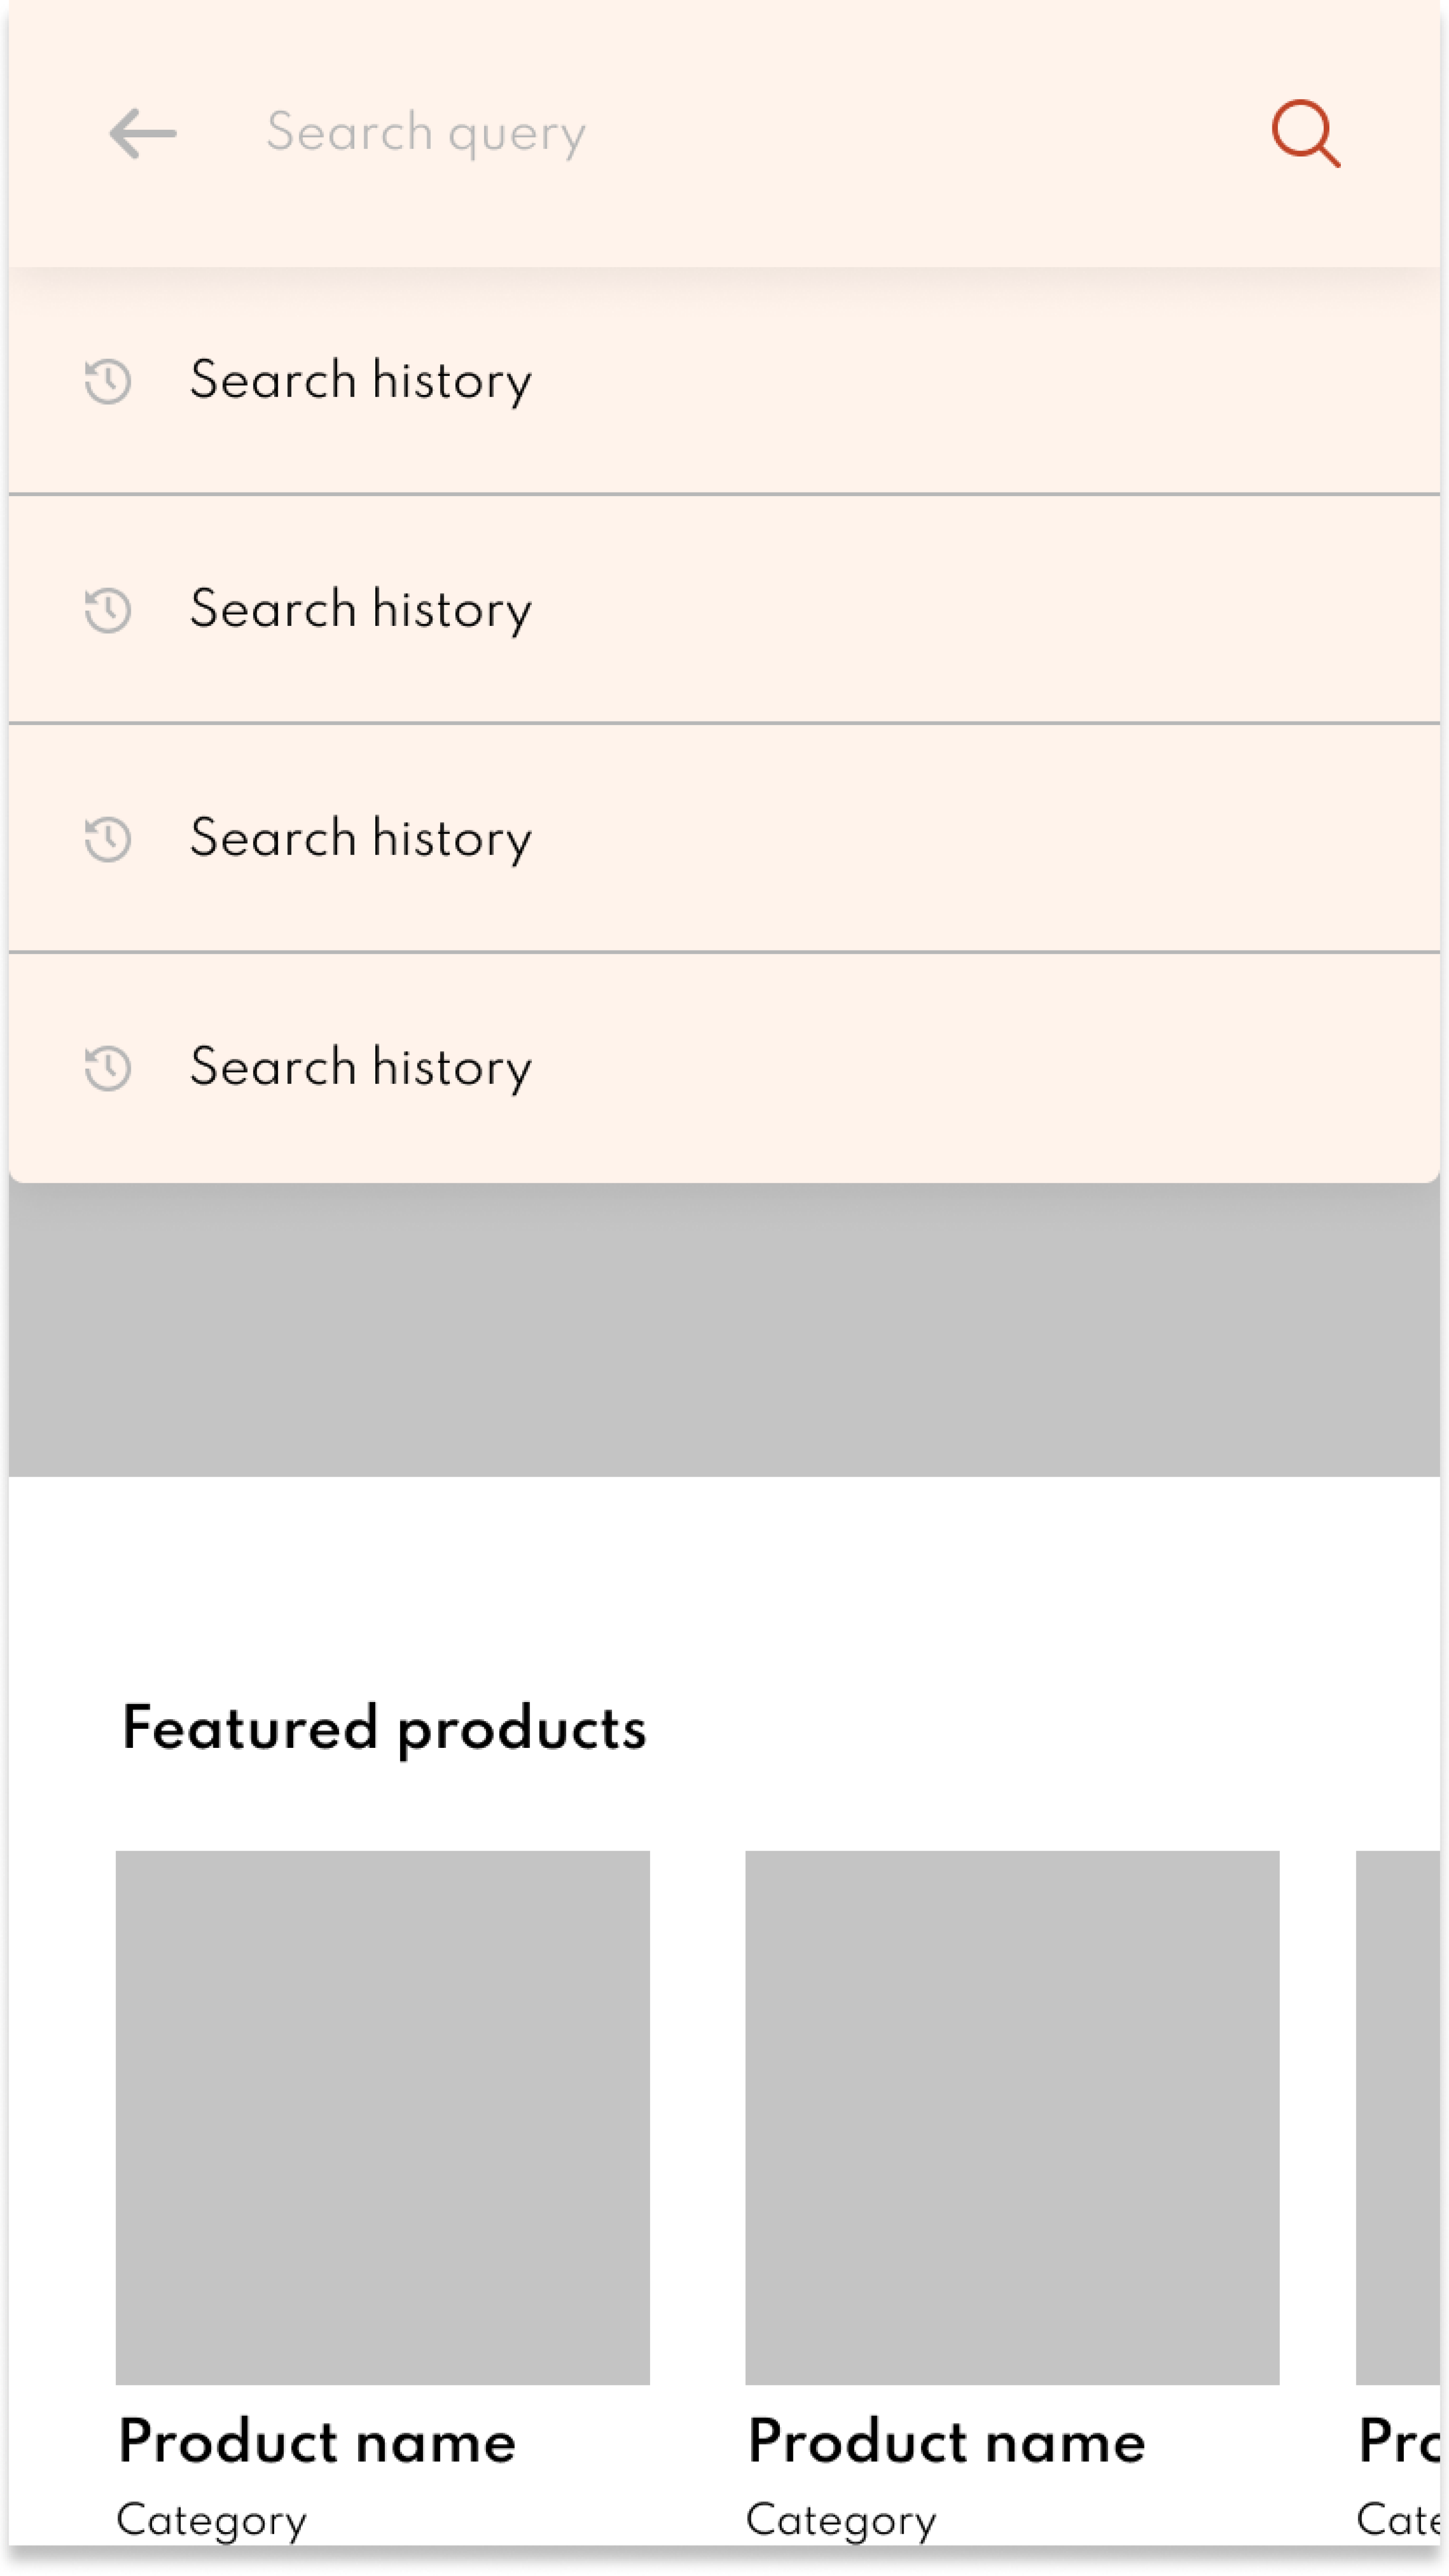 Search query
Search history
Search history
Search history
Search history
Featured products
Product name
Product name
Category
Category